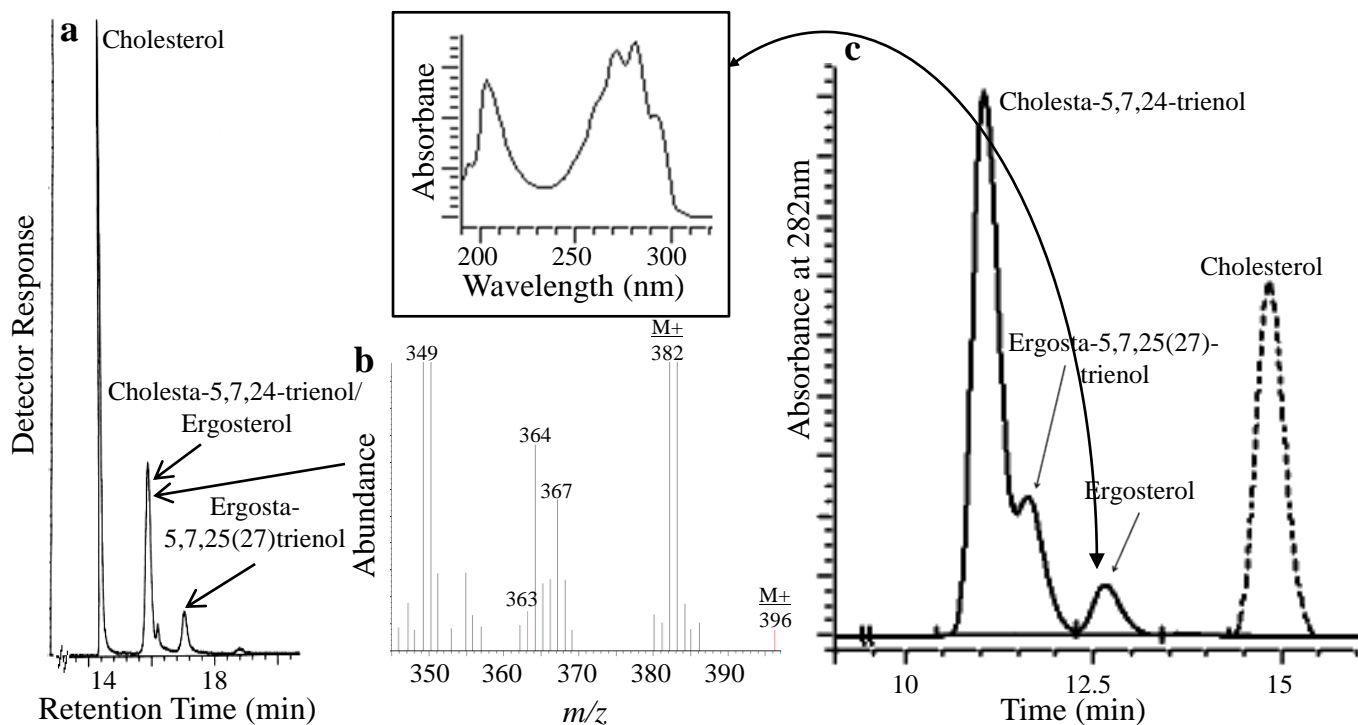 a
Cholesterol
Detector Response
Cholesta-5,7,24-trienol/
Ergosterol
Ergosta-
5,7,25(27)trienol
14
18
Retention Time (min)
Absorbane
200
250
300
Wavelength (nm)
b
Abundance
349
363
364
367
M+
382
M+
396
350
360
370
380
390
m/z
c
Cholesta-5,7,24-trienol
Absorbance at 282nm
Ergosta-5,7,25(27)-
trienol
Ergosterol
Cholesterol
10
12.5
15
Time (min)